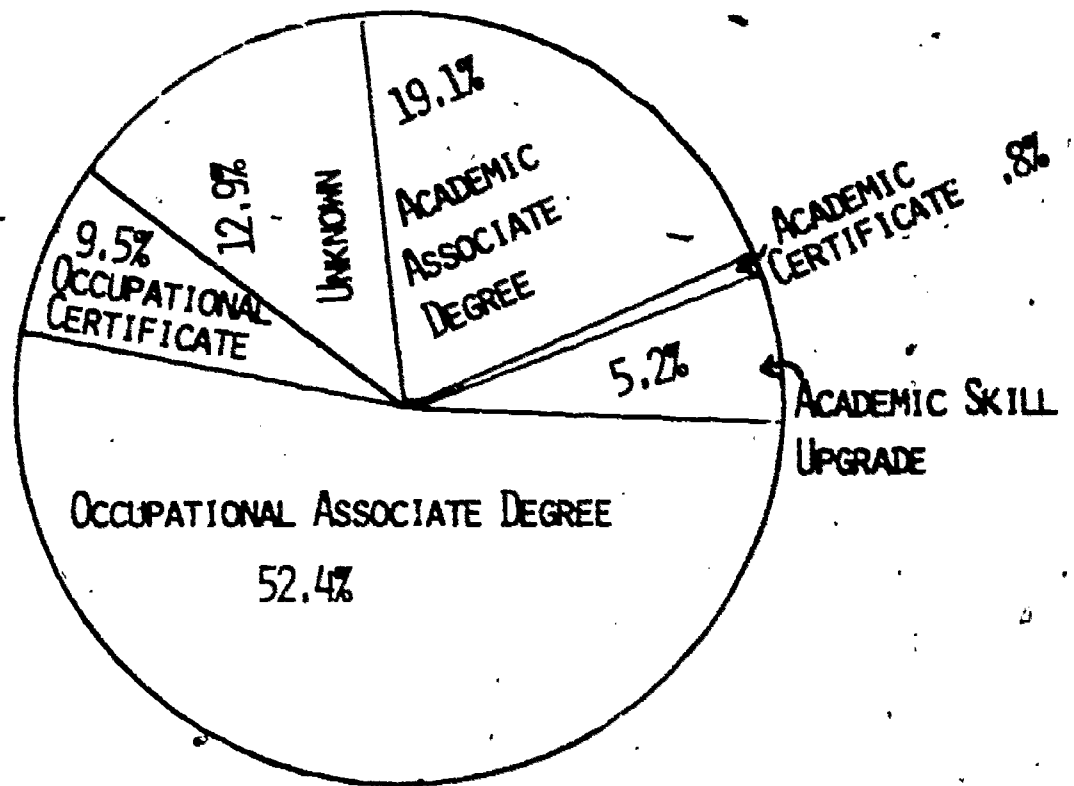 19.1%
ACADEMIC
ASSOCIATE
DEGREE
ACADEMIC
CERTIFICATE .8%
5.2%
ACADEMIC SKILL
UPGRADE
OCCUPATIONAL ASSOCIATE DEGREE
52.4%
9.5%
OCCUPATIONAL
CERTIFICATE
12.9%
UNKNOWN